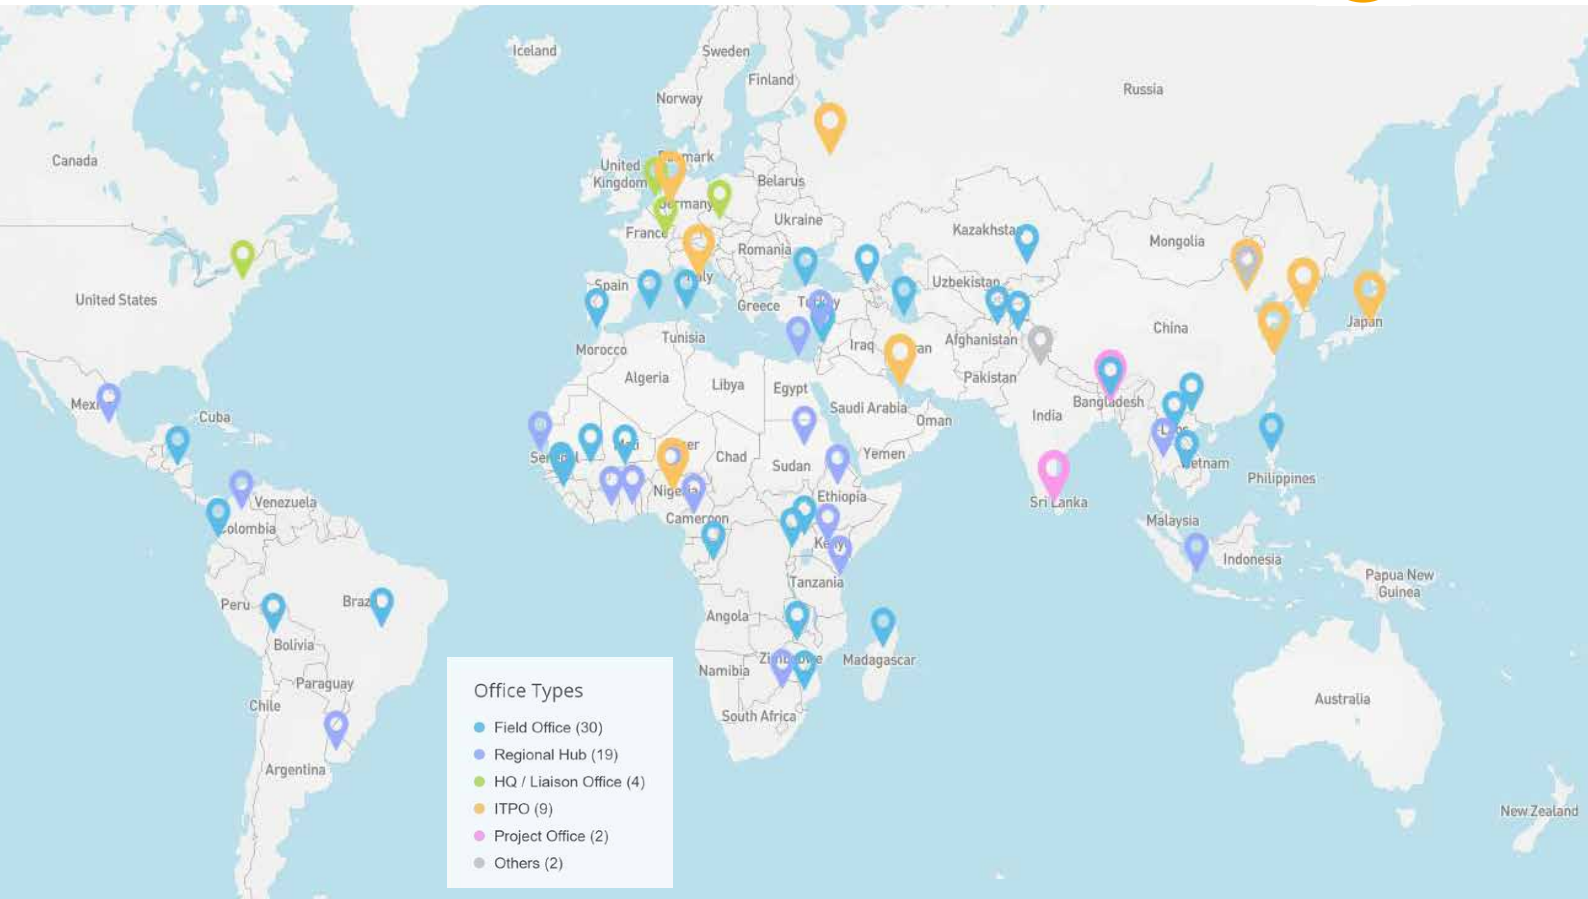 Iceland
Sweden
Finland
Russia
Norway
Canada
United
Kingdom
Belarus
Ukraine
France
Kazakhsta
Mongolia
Romania
United States
Spain
Greece
Uzbekistan
Tunisia
Morocco
Iraq
Afghanistan
China
Japan
Algeria
Libya
Egypt
Pakistan
Bangladesh
Cuba
Saudi Arabia
Oman
India
Chad
Sudan
Yemen
Venezuela
Ethiopia
Sri Lanka
Philippines
Cameroon
Malaysia
Indonesia
Tanzania
Papua New
Guinea
Peru
Angola
Bolivia
Namibia
Madagascar
Paraguay
Chile
South Africa
Australia
Argentina
New Zealand
Office Types
Field Office (30)
Regional Hub (19)
HQ / Liaison Office (4)
ITPO (9)
Project Office (2)
Others (2)